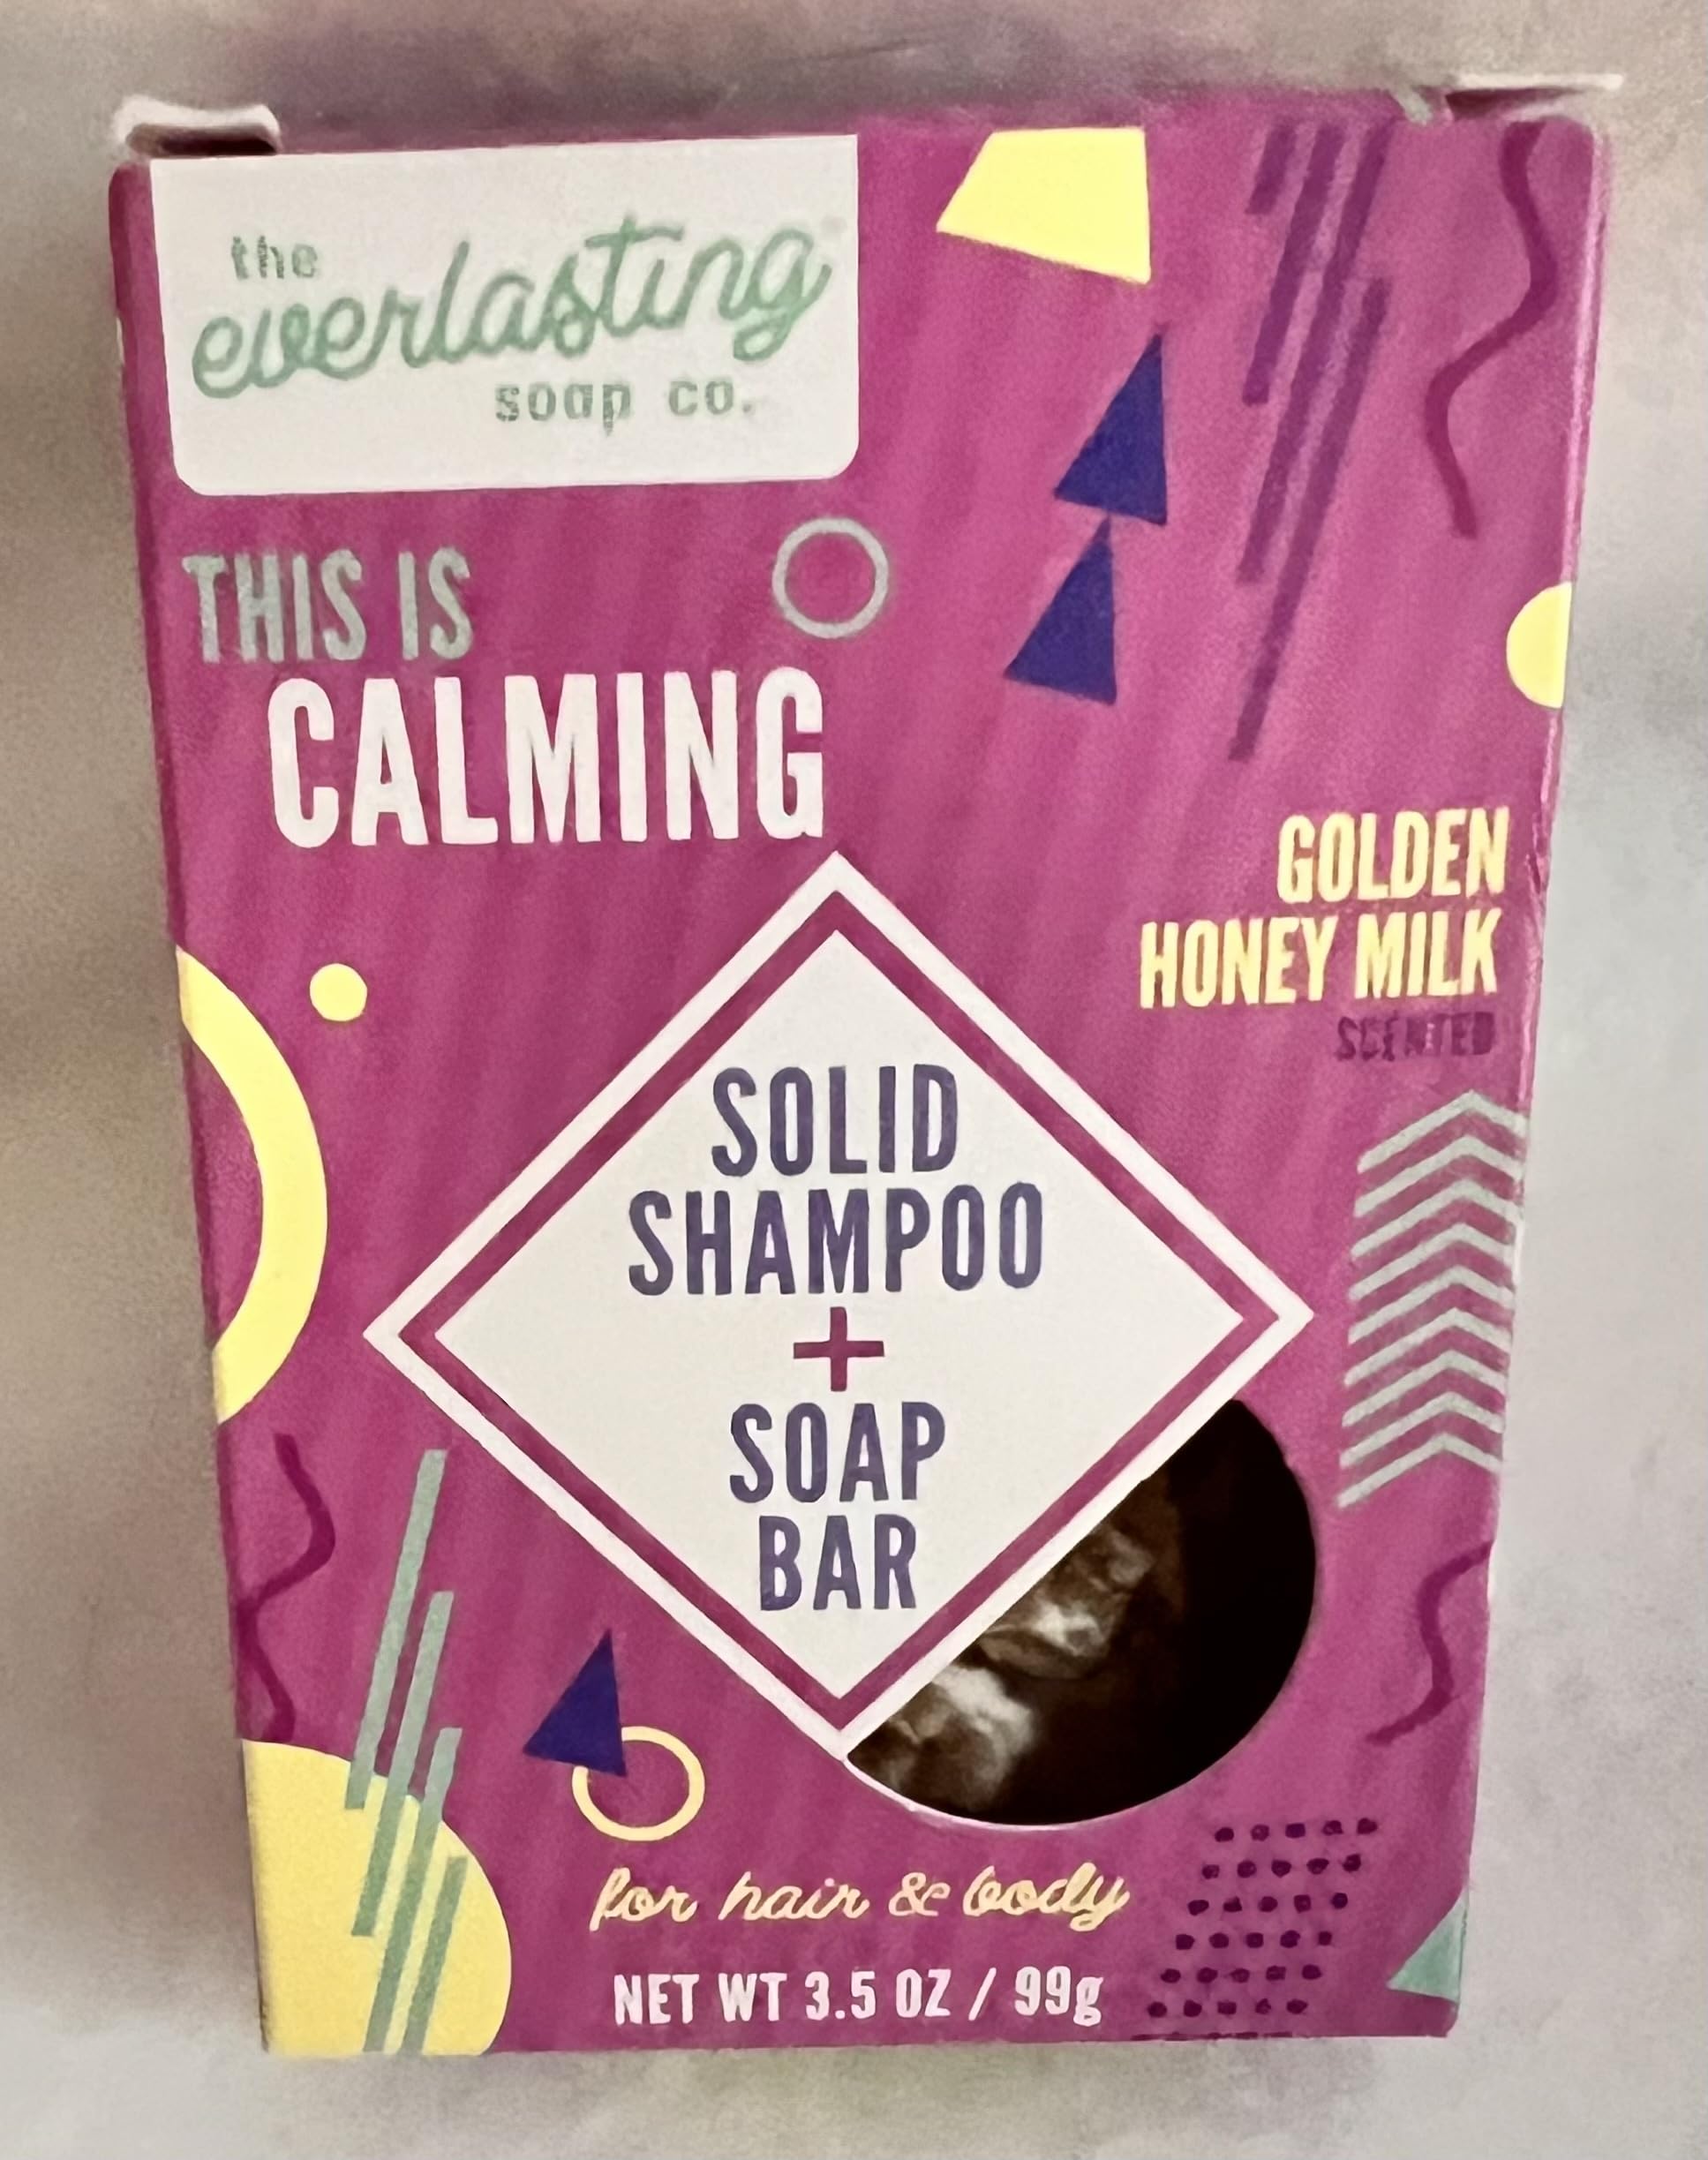 the
everlasting
soap co.
THIS IS
CALMING
GOLDEN
HONEY MILK
SCENTED
SOLID
SHAMPOO
+
SOAP
BAR
for hair & body
NET WT 3.5 OZ / 99g